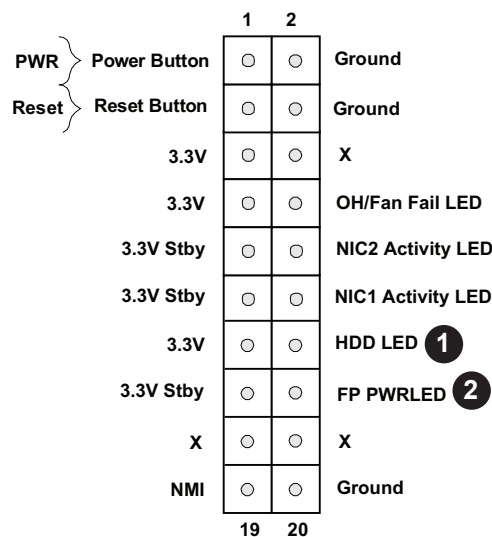 1 2
PWR Power Button Ground
Reset Reset Button Ground
3.3V X
3.3V OH/Fan Fail LED
3.3V Stby NIC2 Activity LED
3.3V Stby NIC1 Activity LED
3.3V HDD LED 1
3.3V Stby FP PWRLED 2
X X
NMI Ground
19 20